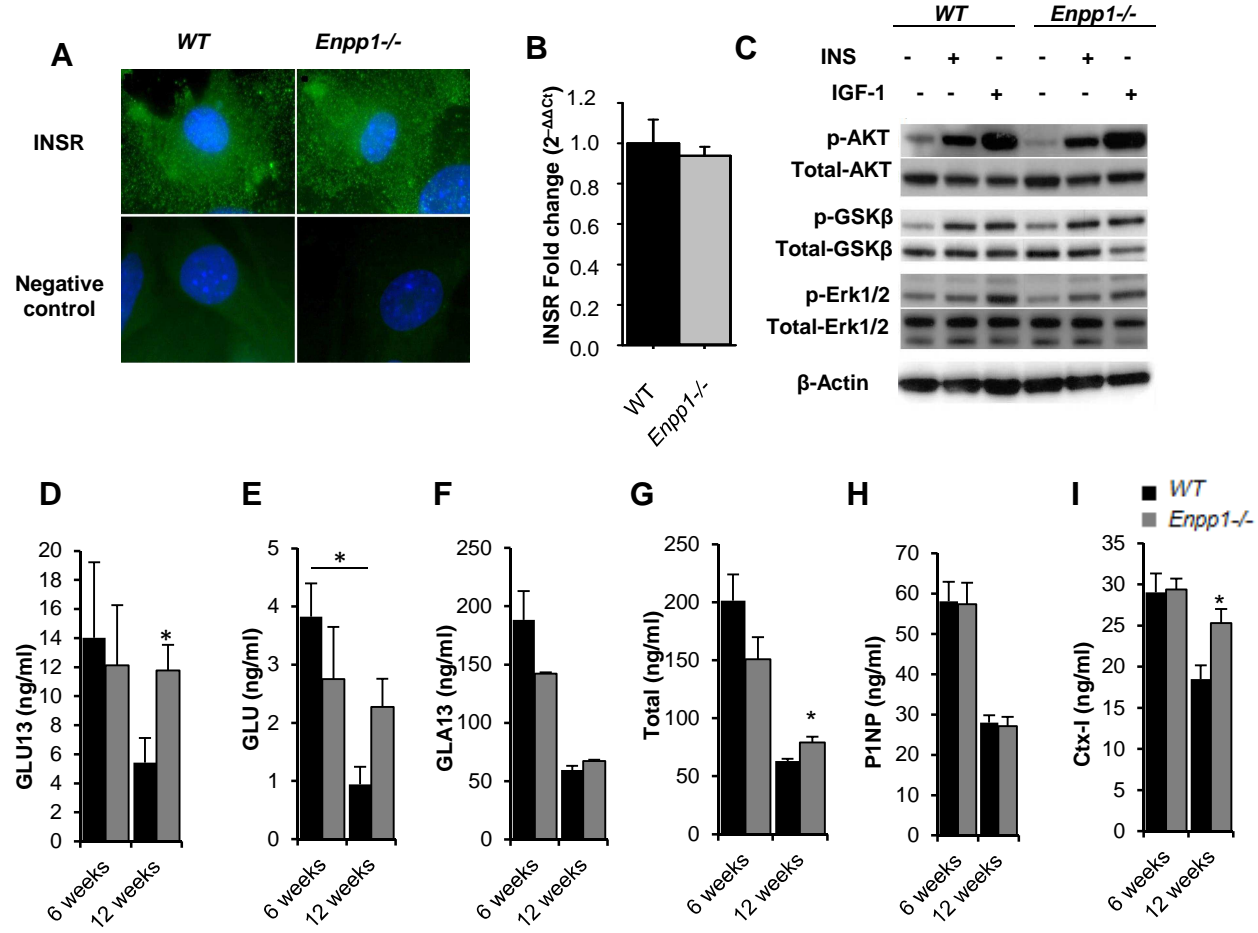 A
WT
Enpp1-/-
INSR
Negative
control
B
INSR Fold change (2–ΔΔCt)
1.2
1.0
0.8
0.6
0.4
0.2
0.0
WT
Enpp1-/-
C
WT
Enpp1-/-
INS - + - - + -
IGF-1 - - + - - +
p-AKT
Total-AKT
p-GSKβ
Total-GSKβ
p-Erk1/2
Total-Erk1/2
β-Actin
D
GLU13 (ng/ml)
20
18
16
14
12
10
8
6
4
2
0
6 weeks
12 weeks
*
E
GLU (ng/ml)
5
4
3
2
1
0
6 weeks
12 weeks
*
F
GLA13 (ng/ml)
250
200
150
100
50
0
6 weeks
12 weeks
G
Total (ng/ml)
250
200
150
100
50
0
6 weeks
12 weeks
*
H
P1NP (ng/ml)
70
60
50
40
30
20
10
0
6 weeks
12 weeks
I
WT
Enpp1-/-
Ctx-I (ng/ml)
35
30
25
20
15
10
5
0
6 weeks
12 weeks
*